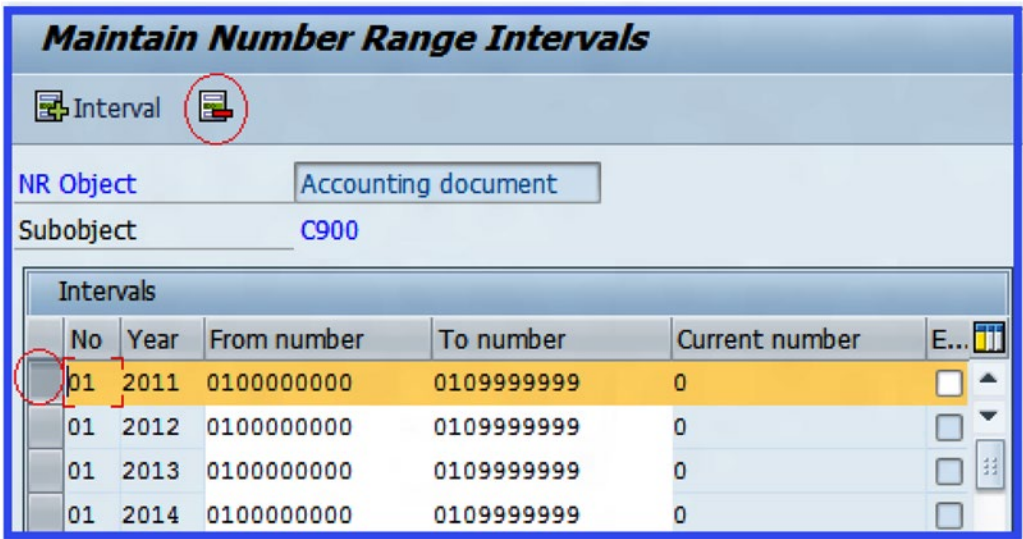 Maintain Number Range Intervals
Interval
NR Object Accounting document
Subobject C900
Intervals
No Year From number To number Current number E...
01 2011 0100000000 0109999999 0
01 2012 0100000000 0109999999 0
01 2013 0100000000 0109999999 0
01 2014 0100000000 0109999999 0